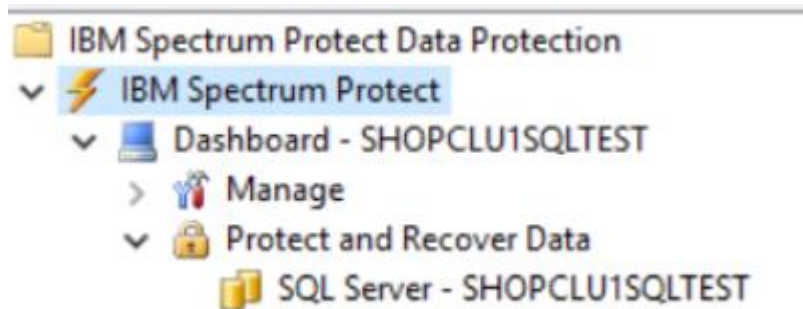 IBM Spectrum Protect Data Protection
IBM Spectrum Protect
Dashboard - SHOPCLU1SQLTEST
Manage
Protect and Recover Data
SQL Server - SHOPCLU1SQLTEST